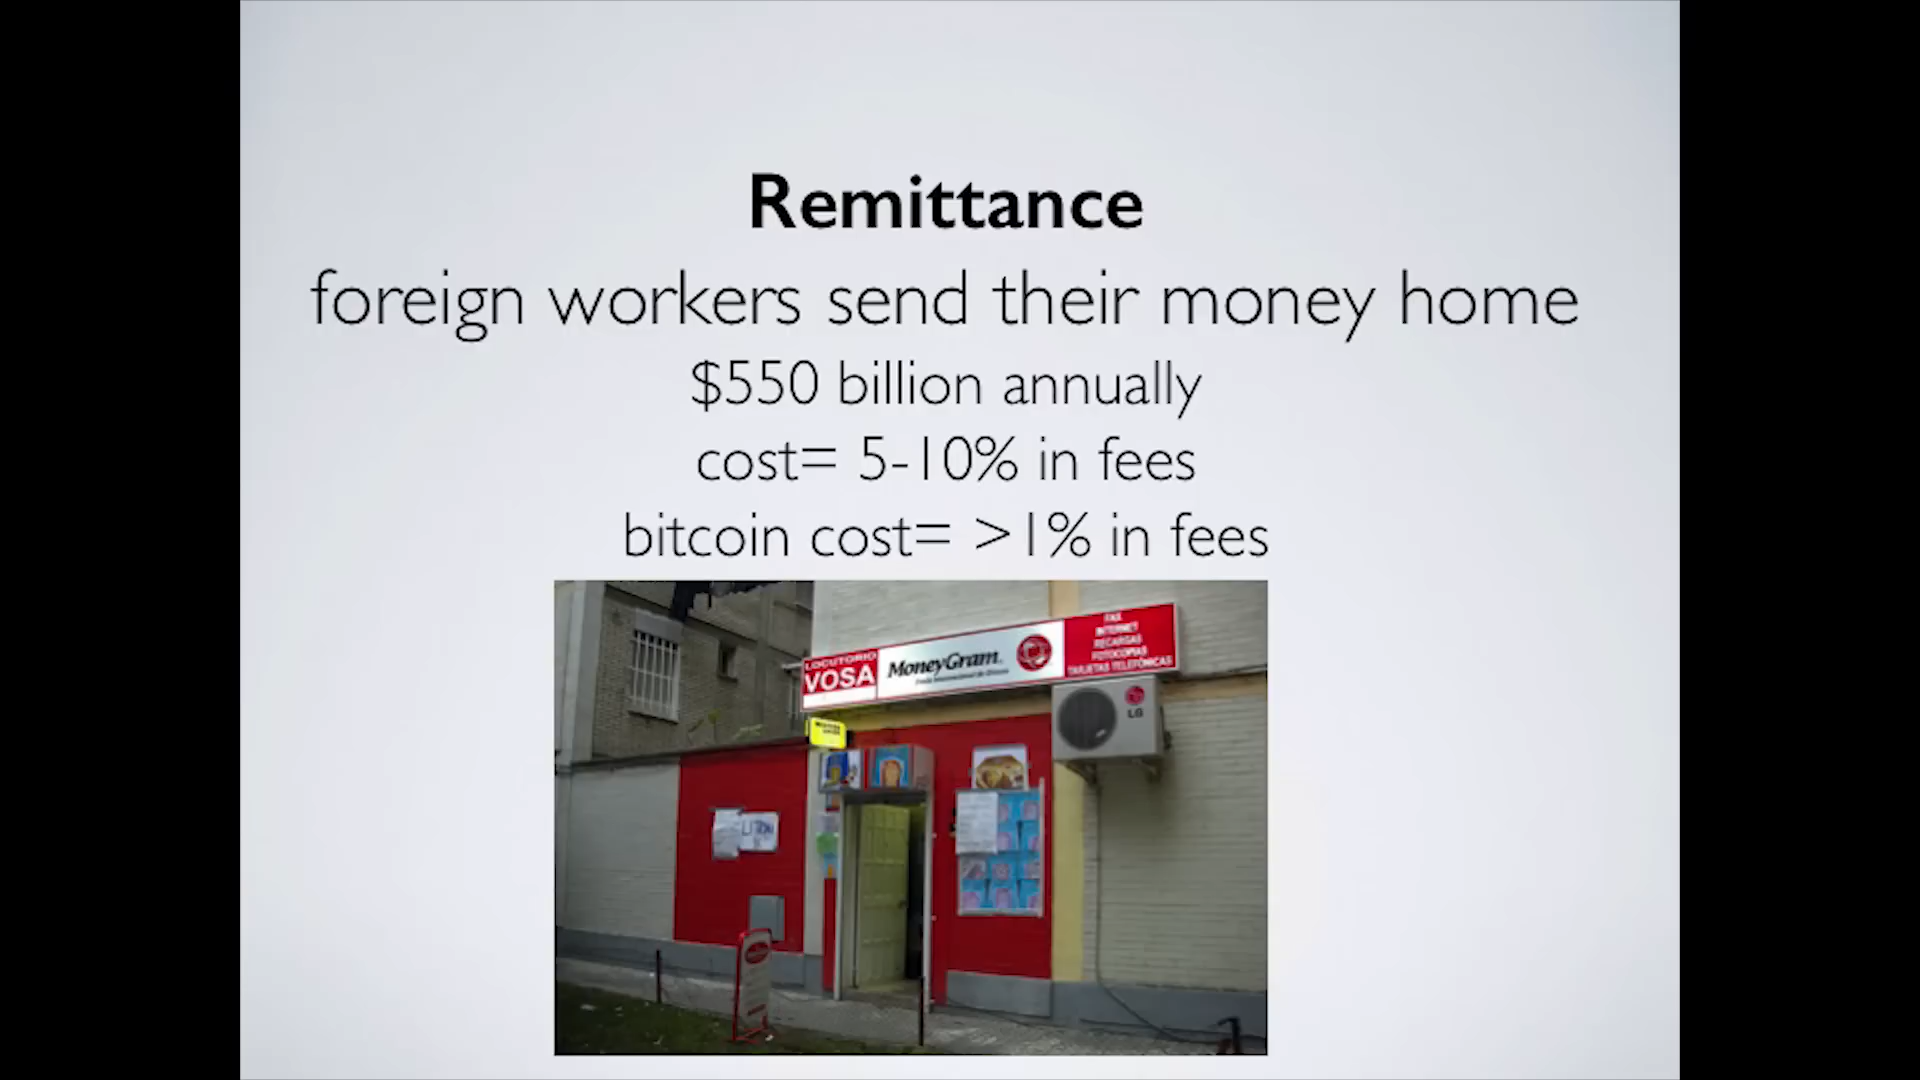 Remittance
foreign workers send their money home
$550 billion annually
cost= 5-10% in fees
bitcoin cost= >1% in fees
LOCUTORIO
VOSA
MoneyGram
FAX
INTERNET
RECARGAS
FOTOCOPIAS
TARJETAS TELEFÓNICAS
LG